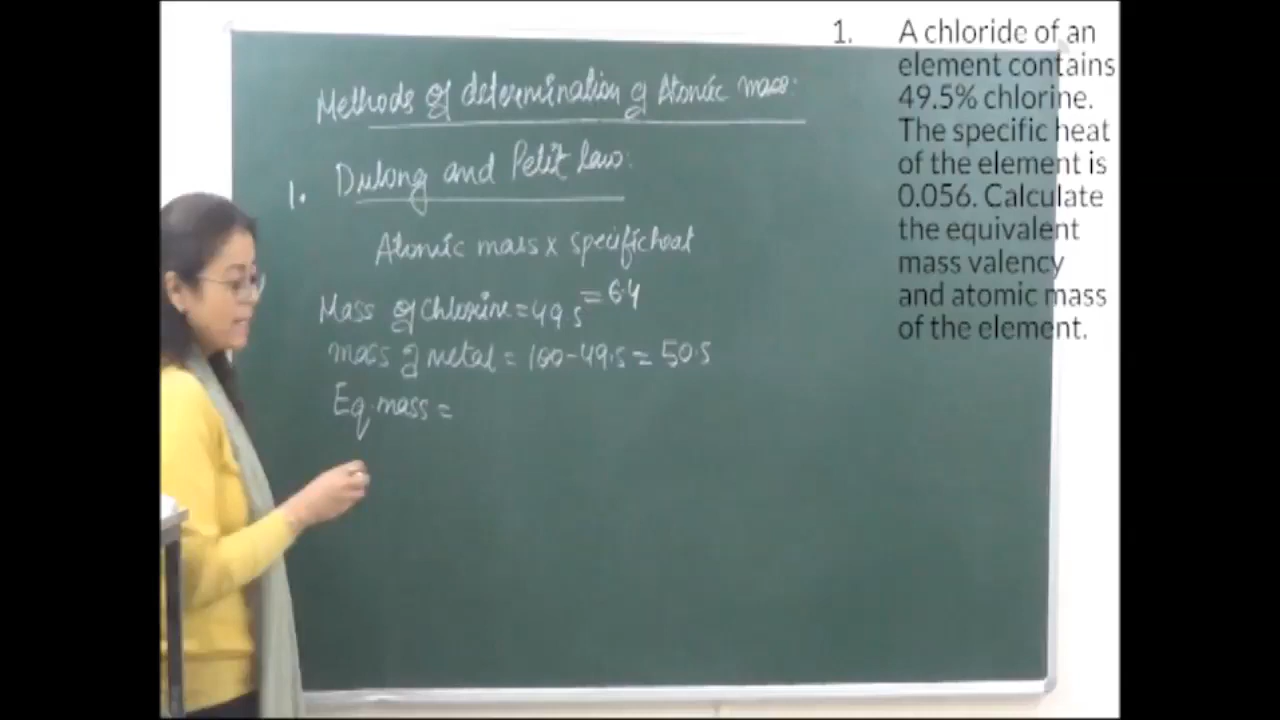 Methods of determination of Atomic mass:
1. Dulong and Petit law:
Atomic mass x specific heat
= 6.4
Mass of Chlorine = 49.5
Mass of metal = 100 - 49.5 = 50.5
Eq. mass =
1. A chloride of an
element contains
49.5% chlorine.
The specific heat
of the element is
0.056. Calculate
the equivalent
mass valency
and atomic mass
of the element.